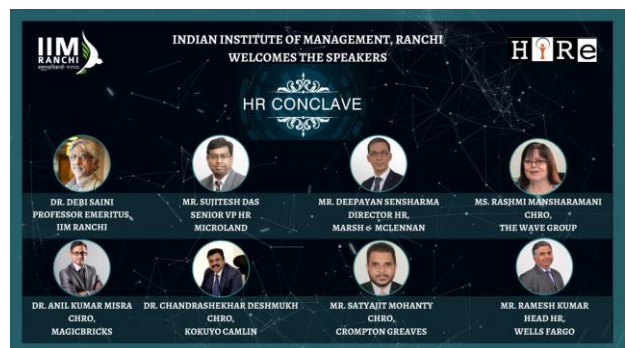 IIM
RANCHI
INDIAN INSTITUTE OF MANAGEMENT, RANCHI
WELCOMES THE SPEAKERS
HiRe
HR CONCLAVE
DR. DEBI SAINI
PROFESSOR EMERITUS,
IIM RANCHI
MR. SUJITESH DAS
SENIOR VP HR
MICROLAND
MR. DEEPAYAN SENSHARMA
DIRECTOR HR,
MARSH & MCLENNAN
MS. RASHMI MANSHARAMANI
CHRO,
THE WAVE GROUP
DR. ANIL KUMAR MISRA
CHRO,
MAGICBRICKS
DR. CHANDRASHEKHAR DESHMUKH
CHRO,
KOKUYO CAMLIN
MR. SATYAJIT MOHANTY
CHRO,
CROMPTON GREAVES
MR. RAMESH KUMAR
HEAD HR,
WELLS FARGO